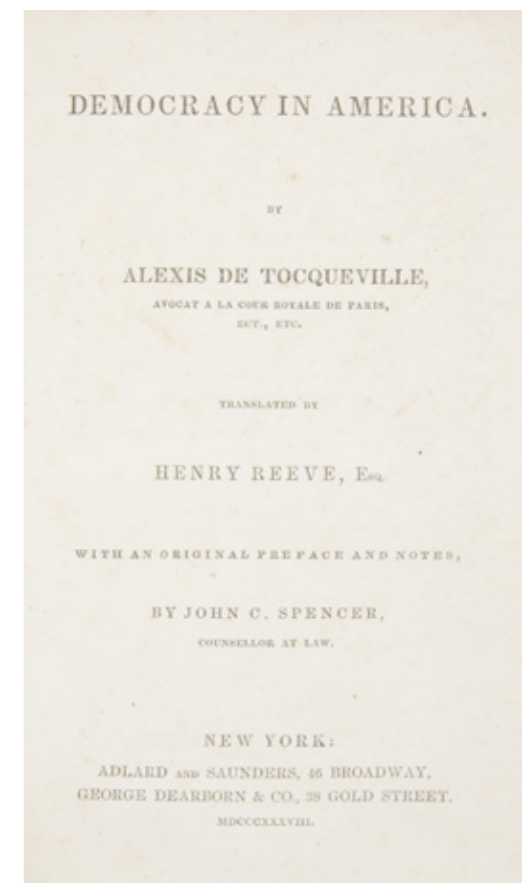 DEMOCRACY IN AMERICA.
BY
ALEXIS DE TOCQUEVILLE,
AVOCAT A LA COUR ROYALE DE PARIS,
ECT., ETC.
TRANSLATED BY
HENRY REEVE, Esq.
WITH AN ORIGINAL PREFACE AND NOTES,
BY JOHN C. SPENCER,
COUNSELLOR AT LAW.
NEW YORK:
ADLARD AND SAUNDERS, 46 BROADWAY,
GEORGE DEARBORN & CO., 38 GOLD STREET.
MDCCCXXXVIII.